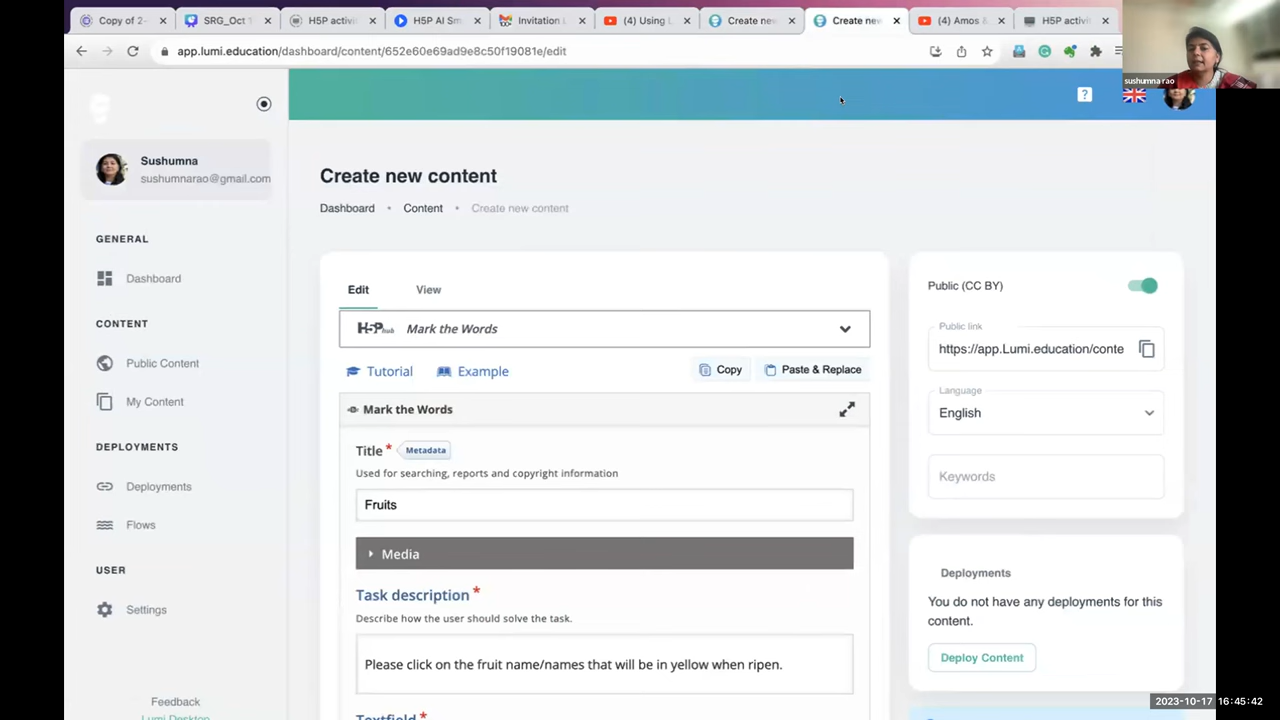 Copy of 2-
SRG_Oct 1
H5P activi
H5P AI Sm
Invitation
(4) Using L
Create new
Create new
(4) Amos &
H5P activi
app.lumi.education/dashboard/content/652e60e69ad9e8c50f19081e/edit
sushumna rao
Sushumna
sushumnarao@gmail.com
GENERAL
Dashboard
CONTENT
Public Content
My Content
DEPLOYMENTS
Deployments
Flows
USER
Settings
Feedback
Lumi Desktop
Create new content
Dashboard • Content • Create new content
Edit View
H5P hub Mark the Words
Tutorial Example Copy Paste & Replace
Mark the Words
Title * Metadata
Used for searching, reports and copyright information
Fruits
Media
Task description *
Describe how the user should solve the task.
Please click on the fruit name/names that will be in yellow when ripen.
Textfield *
?
Public (CC BY)
Public link
https://app.Lumi.education/conte
Language
English
Keywords
Deployments
You do not have any deployments for this
content.
Deploy Content
2023-10-17 16:45:42